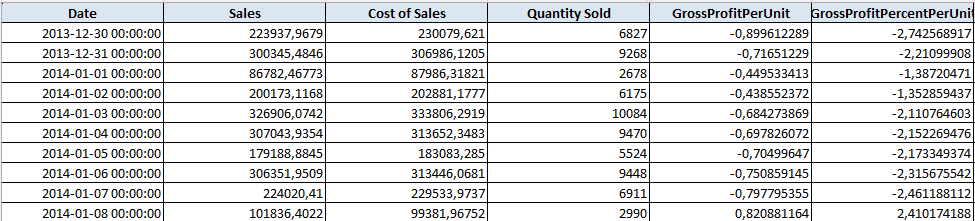 Date Sales Cost of Sales Quantity Sold GrossProfitPerUnit GrossProfitPercentPerUnit
2013-12-30 00:00:00 223937,9679 230079,621 6827 -0,899612289 -2,742568917
2013-12-31 00:00:00 300345,4846 306986,1205 9268 -0,71651229 -2,21099908
2014-01-01 00:00:00 86782,46773 87986,31821 2678 -0,449533413 -1,38720471
2014-01-02 00:00:00 200173,1168 202881,1777 6175 -0,438552372 -1,352859437
2014-01-03 00:00:00 326906,0742 333806,2919 10084 -0,684273869 -2,110764603
2014-01-04 00:00:00 307043,9354 313652,3483 9470 -0,697826072 -2,152269476
2014-01-05 00:00:00 179188,8845 183083,285 5524 -0,70499647 -2,173349374
2014-01-06 00:00:00 306351,9509 313446,0681 9448 -0,750859145 -2,315675542
2014-01-07 00:00:00 224020,41 229533,9737 6911 -0,797795355 -2,461188112
2014-01-08 00:00:00 101836,4022 99381,96752 2990 0,820881164 2,410174188